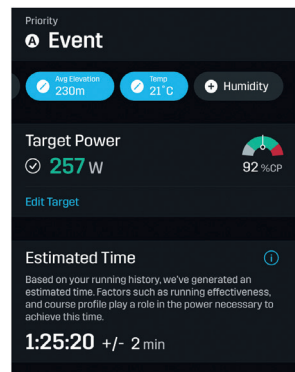 Priority
A Event
Avg Elevation
230m
Temp
21°C
Humidity
Target Power
257 W
92 %CP
Edit Target
Estimated Time
Based on your running history, we've generated an
estimated time. Factors such as running effectiveness,
and course profile play a role in the power necessary to
achieve this time.
1:25:20 +/- 2 min